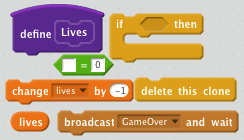 define Lives
if then
= 0
change lives by -1
delete this clone
lives
broadcast GameOver and wait